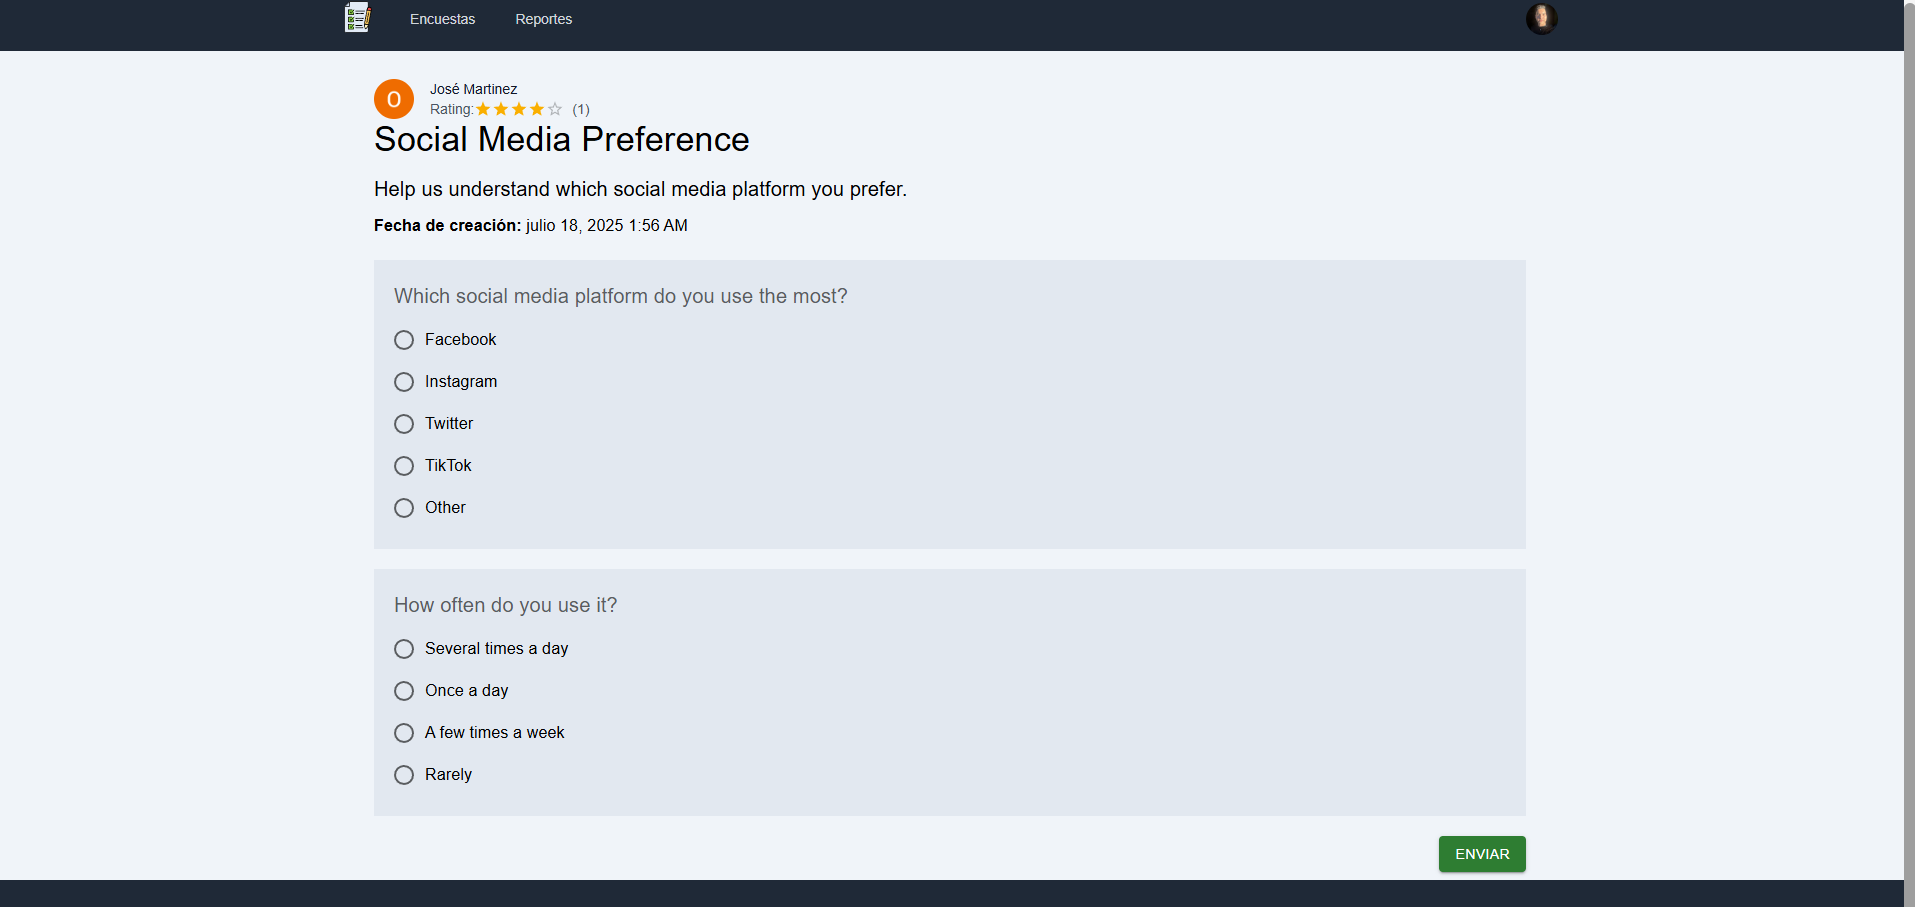 Encuestas Reportes
O
José Martinez
Rating: (1)
Social Media Preference
Help us understand which social media platform you prefer.
Fecha de creación: julio 18, 2025 1:56 AM
Which social media platform do you use the most?
Facebook
Instagram
Twitter
TikTok
Other
How often do you use it?
Several times a day
Once a day
A few times a week
Rarely
ENVIAR